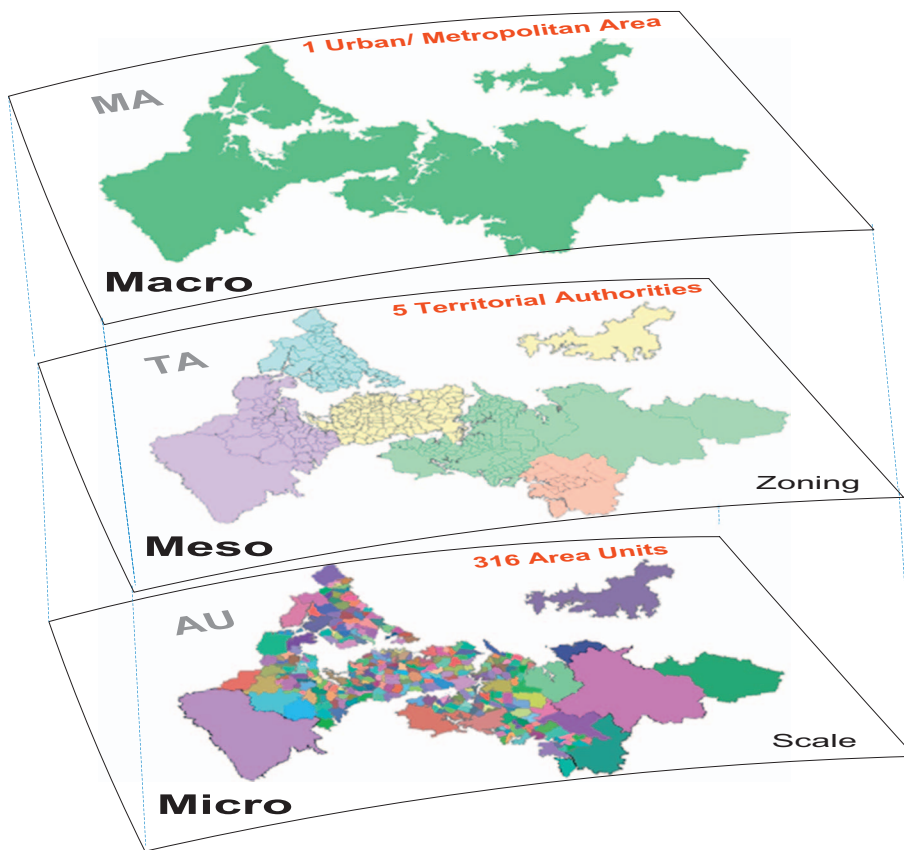 1 Urban/ Metropolitan Area
MA
Macro
5 Territorial Authorities
TA
Zoning
Meso
316 Area Units
AU
Scale
Micro